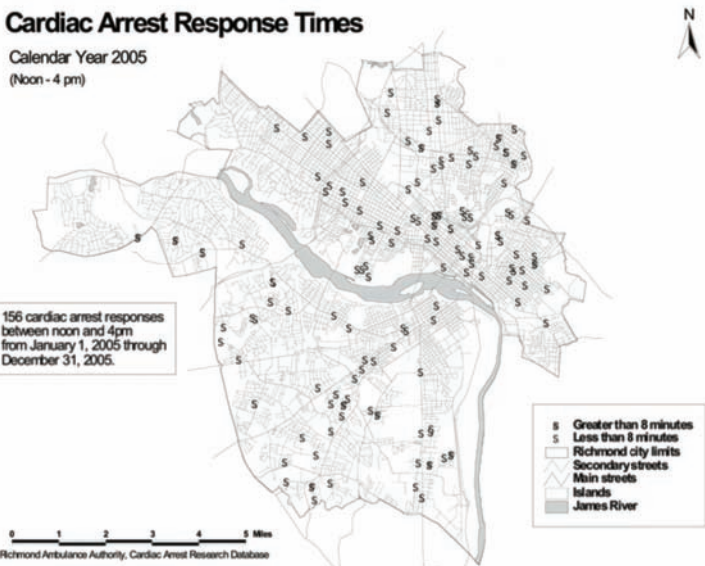 Cardiac Arrest Response Times
Calendar Year 2005
(Noon - 4 pm)
N
156 cardiac arrest responses
between noon and 4pm
from January 1, 2005 through
December 31, 2005.
S Greater than 8 minutes
S Less than 8 minutes
Richmond city limits
Secondary streets
Main streets
Islands
James River
0 1 2 3 4 5 Miles
Richmond Ambulance Authority, Cardiac Arrest Research Database